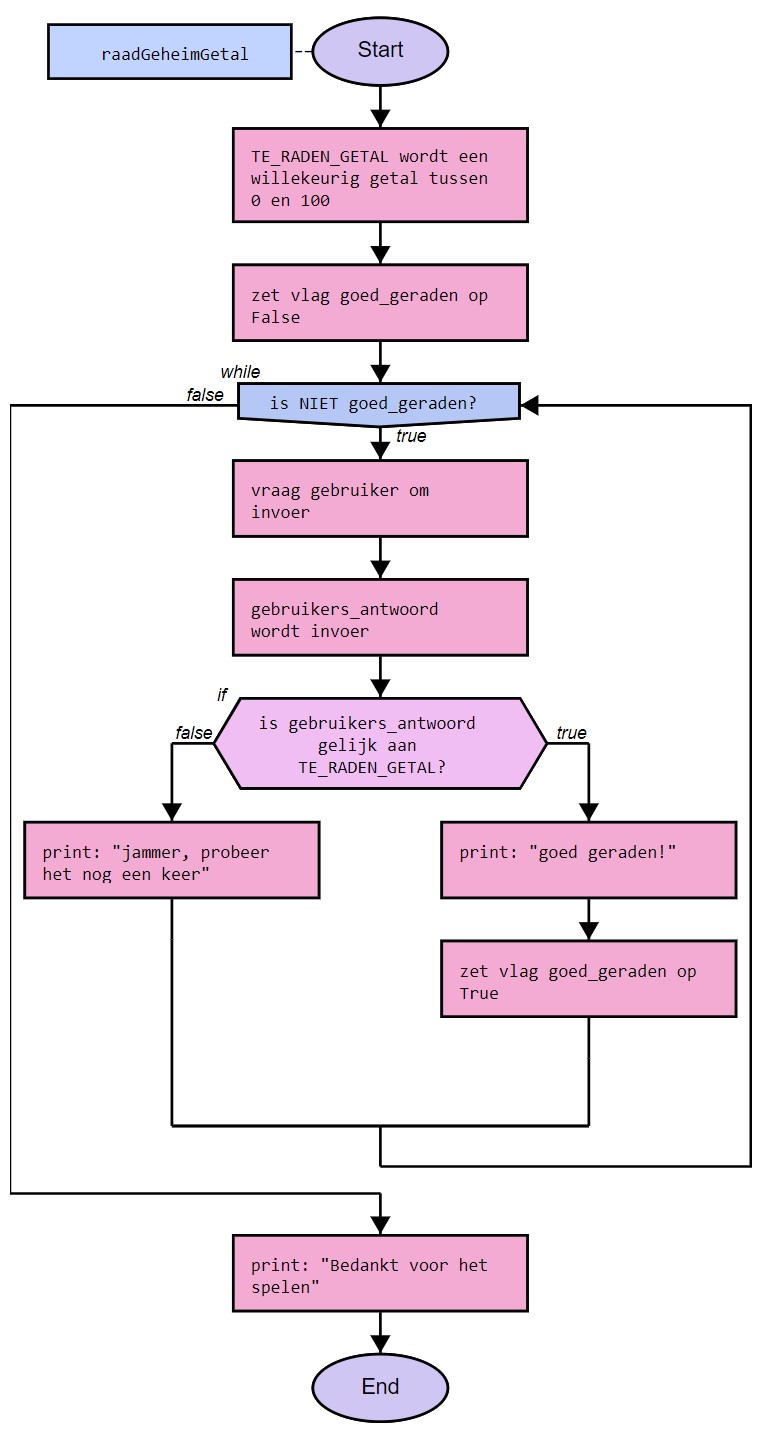 raadGeheimGetal
Start
TE_RADEN_GETAL wordt een
willekeurig getal tussen
0 en 100
zet vlag goed_geraden op
False
while
false
is NIET goed_geraden?
true
vraag gebruiker om
invoer
gebruikers_antwoord
wordt invoer
if
false
is gebruikers_antwoord
gelijk aan
TE_RADEN_GETAL?
true
print: "jammer, probeer
het nog een keer"
print: "goed geraden!"
zet vlag goed_geraden op
True
print: "Bedankt voor het
spelen"
End